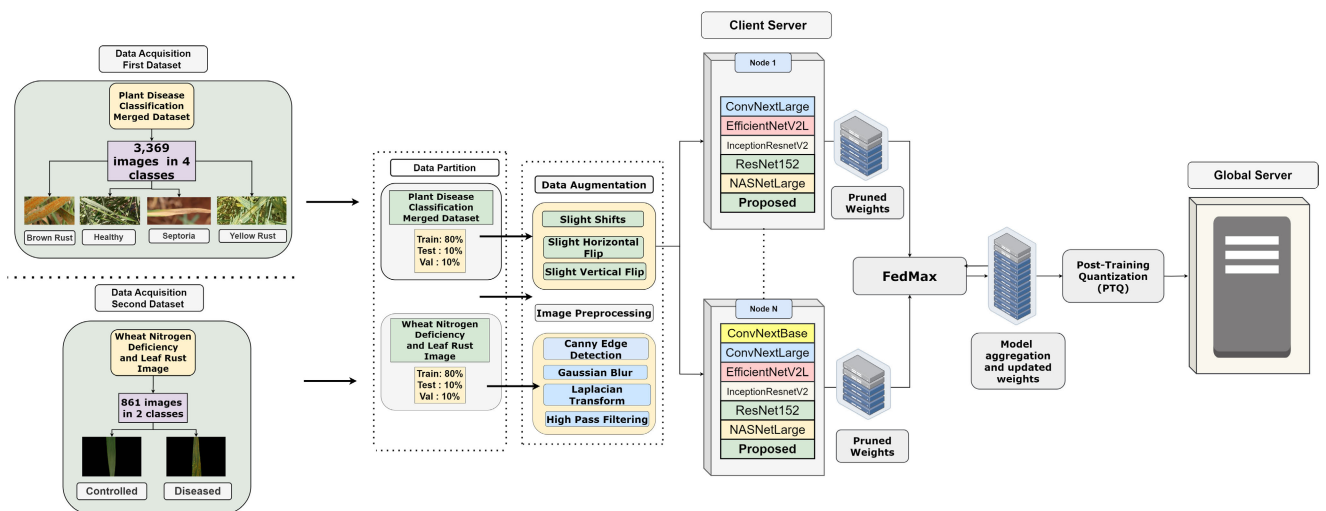 Data Acquisition
First Dataset
Plant Disease
Classification
Merged Dataset
3,369
images in 4
classes
Brown Rust
Healthy
Septoria
Yellow Rust
Data Acquisition
Second Dataset
Wheat Nitrogen
Deficiency
and Leaf Rust
Image
861 images
in 2 classes
Controlled
Diseased
Data Partition
Plant Disease
Classification
Merged Dataset
Train: 80%
Test : 10%
Val : 10%
Wheat Nitrogen
Deficiency
and Leaf Rust
Image
Train: 80%
Test : 10%
Val : 10%
Data Augmentation
Slight Shifts
Slight Horizontal
Flip
Slight Vertical Flip
Image Preprocessing
Canny Edge
Detection
Gaussian Blur
Laplacian
Transform
High Pass Filtering
Client Server
Node 1
ConvNextLarge
EfficientNetV2L
InceptionResnetV2
ResNet152
NASNetLarge
Proposed
Pruned
Weights
Node N
ConvNextBase
ConvNextLarge
EfficientNetV2L
InceptionResnetV2
ResNet152
NASNetLarge
Proposed
Pruned
Weights
FedMax
Model
aggregation
and updated
weights
Post-Training
Quantization
(PTQ)
Global Server